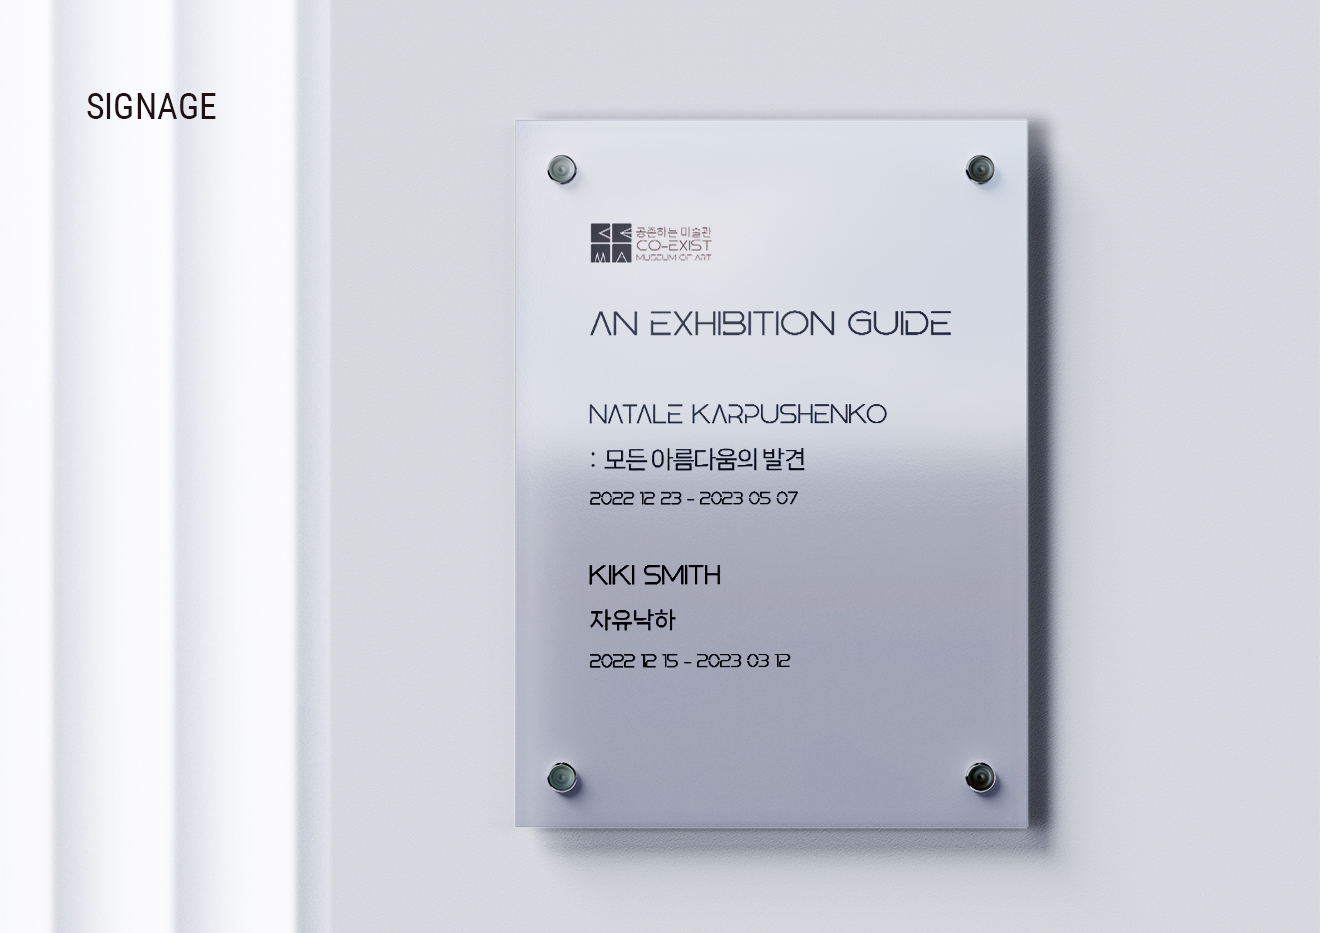 SIGNAGE
공존하는 미술관
CO-EXIST
MUSEUM OF ART
AN EXHIBITION GUIDE
NATALE KARPUSHENKO
: 모든 아름다움의 발견
2022 12 23 - 2023 05 07
KIKI SMITH
자유낙하
2022 12 15 - 2023 03 12